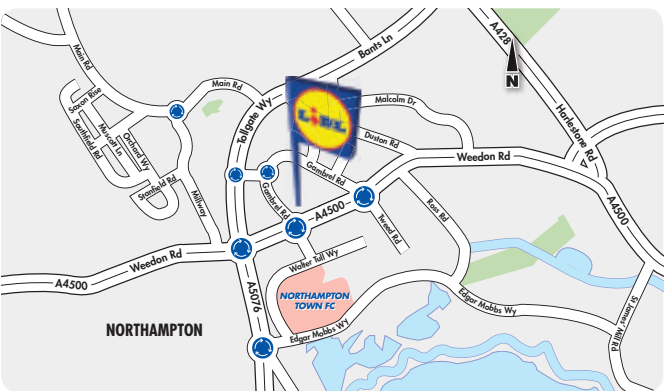 Main Rd
Bants Ln
A428
N
Main Rd
Saxon Rise
Southfield Rd
Muscott Ln
Orchard Wy
Stanfield Rd
Millway
Tollgate Wy
LIDL
Malcolm Dr
Duston Rd
Harlestone Rd
Weedon Rd
Gambrel Rd
Gambrel Rd
A4500
A4500
Ross Rd
Tweed Rd
Weedon Rd
A4500
Walter Tull Wy
A5076
NORTHAMPTON
TOWN FC
NORTHAMPTON
Edgar Mobbs Wy
Edgar Mobbs Wy
St James' Mill Rd